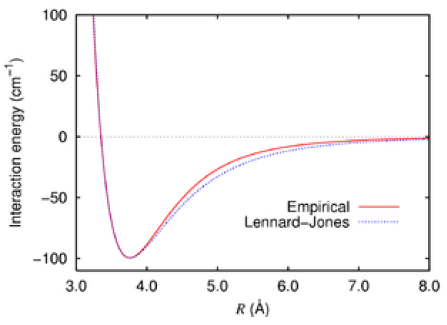 Interaction energy (cm⁻¹)
100
50
0
−50
−100
Empirical
Lennard−Jones
3.0 4.0 5.0 6.0 7.0 8.0
R (Å)